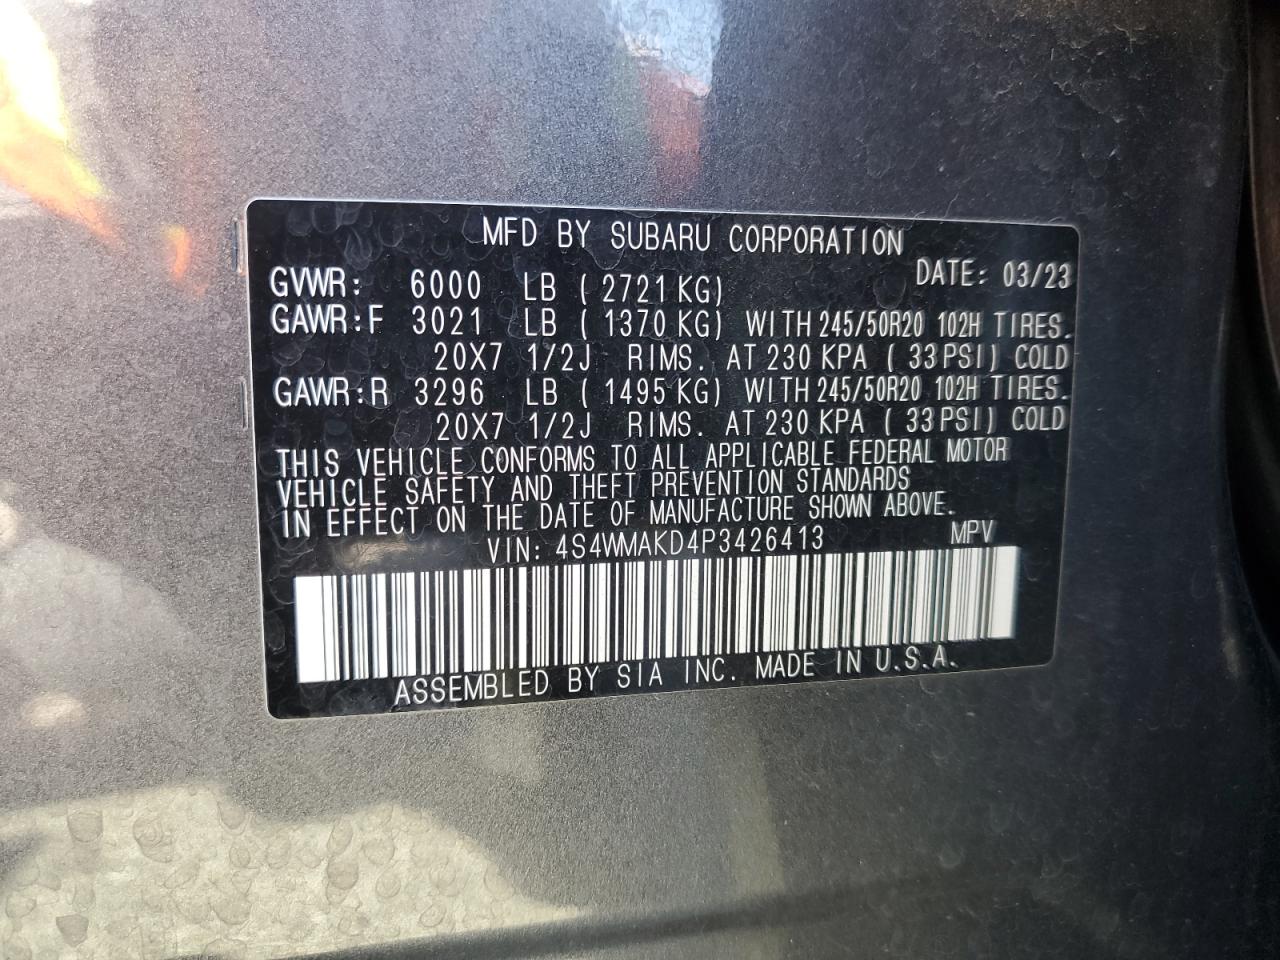 MFD BY SUBARU CORPORATION
DATE: 03/23
GVWR: 6000 LB ( 2721 KG)
GAWR:F 3021 LB ( 1370 KG) WITH 245/50R20 102H TIRES.
20X7 1/2J RIMS. AT 230 KPA ( 33 PSI) COLD
GAWR:R 3296 LB ( 1495 KG) WITH 245/50R20 102H TIRES.
20X7 1/2J RIMS. AT 230 KPA ( 33 PSI) COLD
THIS VEHICLE CONFORMS TO ALL APPLICABLE FEDERAL MOTOR
VEHICLE SAFETY AND THEFT PREVENTION STANDARDS
IN EFFECT ON THE DATE OF MANUFACTURE SHOWN ABOVE.
VIN: 4S4WMAKD4P3426413 MPV
ASSEMBLED BY SIA INC. MADE IN U.S.A.